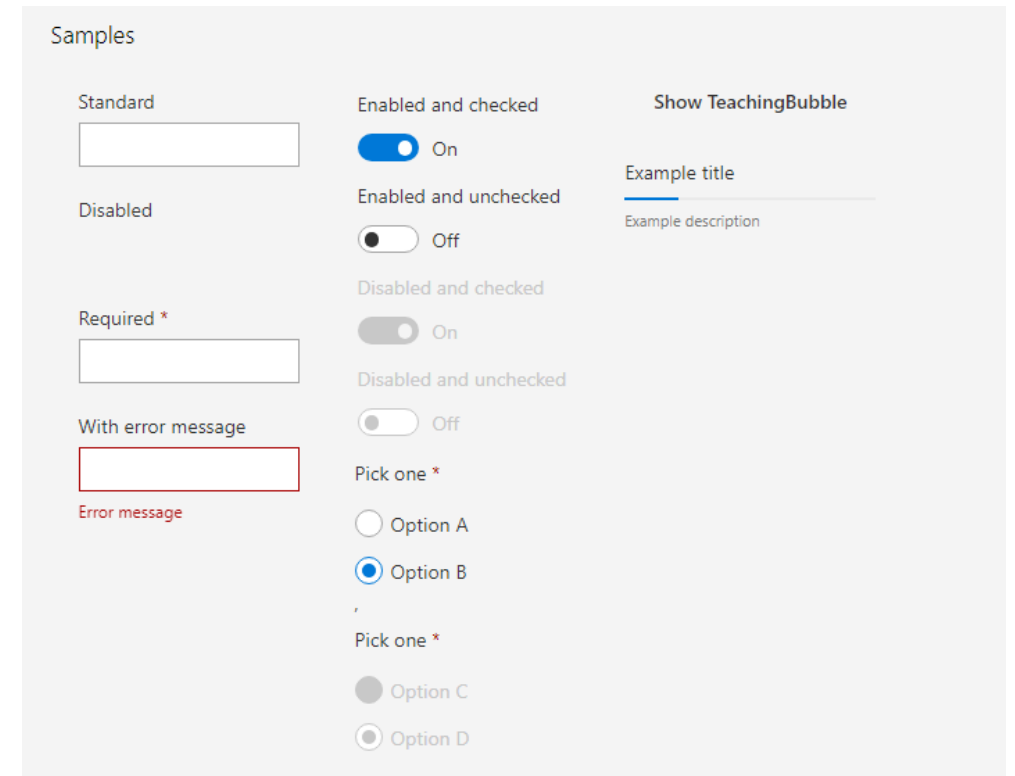 Samples
Standard
Disabled
Required *
With error message
Error message
Enabled and checked
On
Enabled and unchecked
Off
Disabled and checked
On
Disabled and unchecked
Off
Pick one *
Option A
Option B
,
Pick one *
Option C
Option D
Show TeachingBubble
Example title
Example description